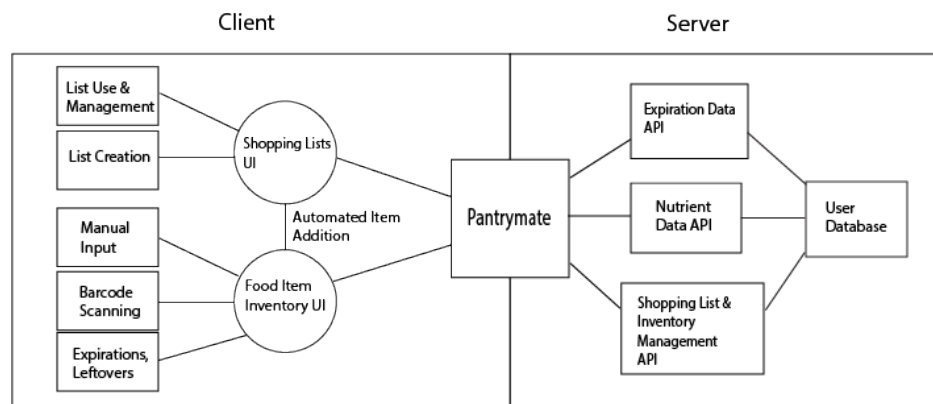 Client
Server
List Use &
Management
List Creation
Shopping Lists
UI
Automated Item
Addition
Manual
Input
Barcode
Scanning
Expirations,
Leftovers
Food Item
Inventory UI
Pantrymate
Expiration Data
API
Nutrient
Data API
Shopping List &
Inventory
Management
API
User
Database